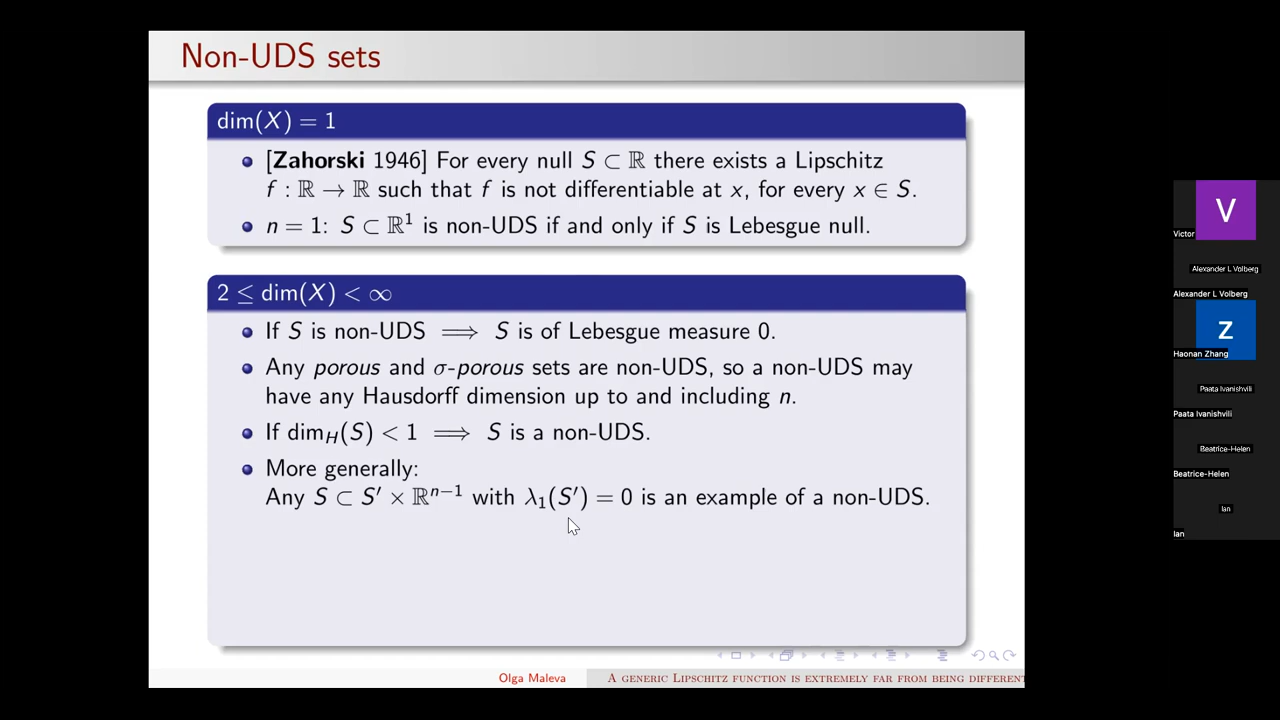 Non-UDS sets
dim(X) = 1
[Zahorski 1946] For every null S ⊂ ℝ there exists a Lipschitz
f : ℝ → ℝ such that f is not differentiable at x, for every x ∈ S.
n = 1: S ⊂ ℝ¹ is non-UDS if and only if S is Lebesgue null.
2 ≤ dim(X) < ∞
If S is non-UDS ⟹ S is of Lebesgue measure 0.
Any porous and σ-porous sets are non-UDS, so a non-UDS may
have any Hausdorff dimension up to and including n.
If dim_H(S) < 1 ⟹ S is a non-UDS.
More generally:
Any S ⊂ S′ × ℝⁿ⁻¹ with λ₁(S′) = 0 is an example of a non-UDS.
Olga Maleva
A generic Lipschitz function is extremely far from being different
V
Victor
Alexander L Volberg
Alexander L Volberg
Z
Haonan Zhang
Paata Ivanishvili
Paata Ivanishvili
Beatrice-Helen
Beatrice-Helen
Ian
Ian